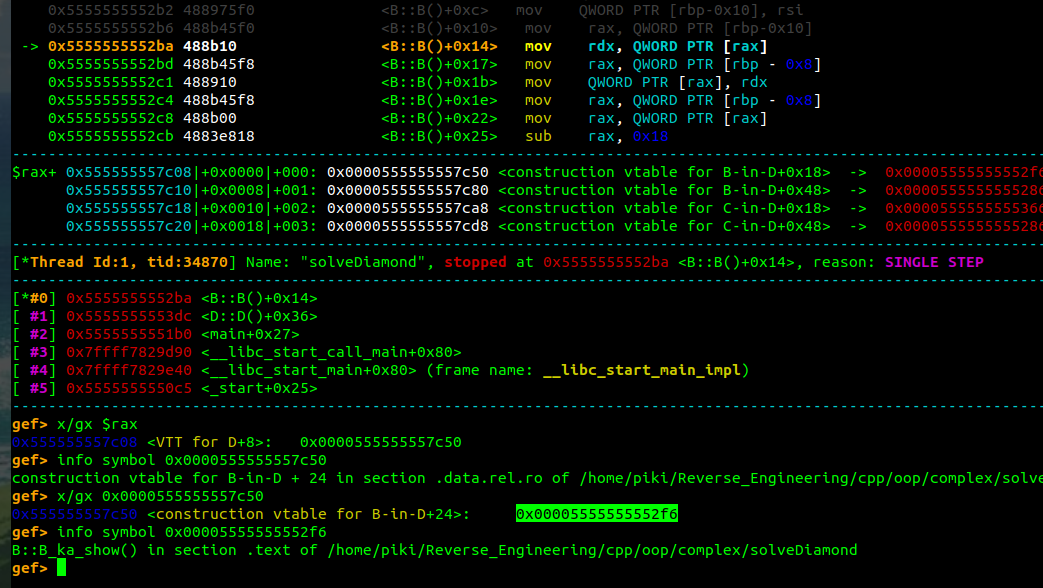 0x5555555552b2 488975f0 <B::B()+0xc> mov QWORD PTR [rbp-0x10], rsi
0x5555555552b6 488b45f0 <B::B()+0x10> mov rax, QWORD PTR [rbp-0x10]
-> 0x5555555552ba 488b10 <B::B()+0x14> mov rdx, QWORD PTR [rax]
0x5555555552bd 488b45f8 <B::B()+0x17> mov rax, QWORD PTR [rbp - 0x8]
0x5555555552c1 488910 <B::B()+0x1b> mov QWORD PTR [rax], rdx
0x5555555552c4 488b45f8 <B::B()+0x1e> mov rax, QWORD PTR [rbp - 0x8]
0x5555555552c8 488b00 <B::B()+0x22> mov rax, QWORD PTR [rax]
0x5555555552cb 4883e818 <B::B()+0x25> sub rax, 0x18
$rax+ 0x555555557c08|+0x0000|+000: 0x0000555555557c50 <construction vtable for B-in-D+0x18> -> 0x00005555555552f6
0x555555557c10|+0x0008|+001: 0x0000555555557c80 <construction vtable for B-in-D+0x48> -> 0x0000555555555286
0x555555557c18|+0x0010|+002: 0x0000555555557ca8 <construction vtable for C-in-D+0x18> -> 0x0000555555555366
0x555555557c20|+0x0018|+003: 0x0000555555557cd8 <construction vtable for C-in-D+0x48> -> 0x0000555555555286
[*Thread Id:1, tid:34870] Name: "solveDiamond", stopped at 0x5555555552ba <B::B()+0x14>, reason: SINGLE STEP
[*#0] 0x5555555552ba <B::B()+0x14>
[ #1] 0x5555555553dc <D::D()+0x36>
[ #2] 0x5555555551b0 <main+0x27>
[ #3] 0x7ffff7829d90 <__libc_start_call_main+0x80>
[ #4] 0x7ffff7829e40 <__libc_start_main+0x80> (frame name: __libc_start_main_impl)
[ #5] 0x5555555550c5 <_start+0x25>
gef> x/gx $rax
0x555555557c08 <VTT for D+8>: 0x0000555555557c50
gef> info symbol 0x0000555555557c50
construction vtable for B-in-D + 24 in section .data.rel.ro of /home/piki/Reverse_Engineering/cpp/oop/complex/solve
gef> x/gx 0x0000555555557c50
0x555555557c50 <construction vtable for B-in-D+24>: 0x00005555555552f6
gef> info symbol 0x00005555555552f6
B::B_ka_show() in section .text of /home/piki/Reverse_Engineering/cpp/oop/complex/solveDiamond
gef>